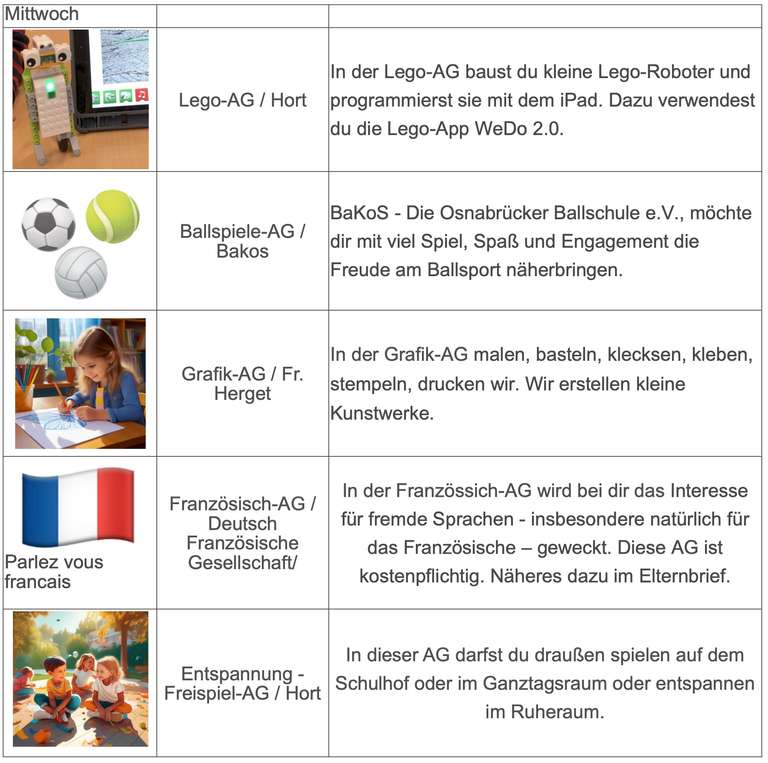 Mittwoch
Lego-AG / Hort
In der Lego-AG baust du kleine Lego-Roboter und
programmierst sie mit dem iPad. Dazu verwendest
du die Lego-App WeDo 2.0.
Ballspiele-AG /
Bakos
BaKoS - Die Osnabrücker Ballschule e.V., möchte
dir mit viel Spiel, Spaß und Engagement die
Freude am Ballsport näherbringen.
Grafik-AG / Fr.
Herget
In der Grafik-AG malen, basteln, klecksen, kleben,
stempeln, drucken wir. Wir erstellen kleine
Kunstwerke.
Parlez vous
francais
Französisch-AG /
Deutsch
Französische
Gesellschaft/
In der Französsich-AG wird bei dir das Interesse
für fremde Sprachen - insbesondere natürlich für
das Französische – geweckt. Diese AG ist
kostenpflichtig. Näheres dazu im Elternbrief.
Entspannung -
Freispiel-AG / Hort
In dieser AG darfst du draußen spielen auf dem
Schulhof oder im Ganztagsraum oder entspannen
im Ruheraum.